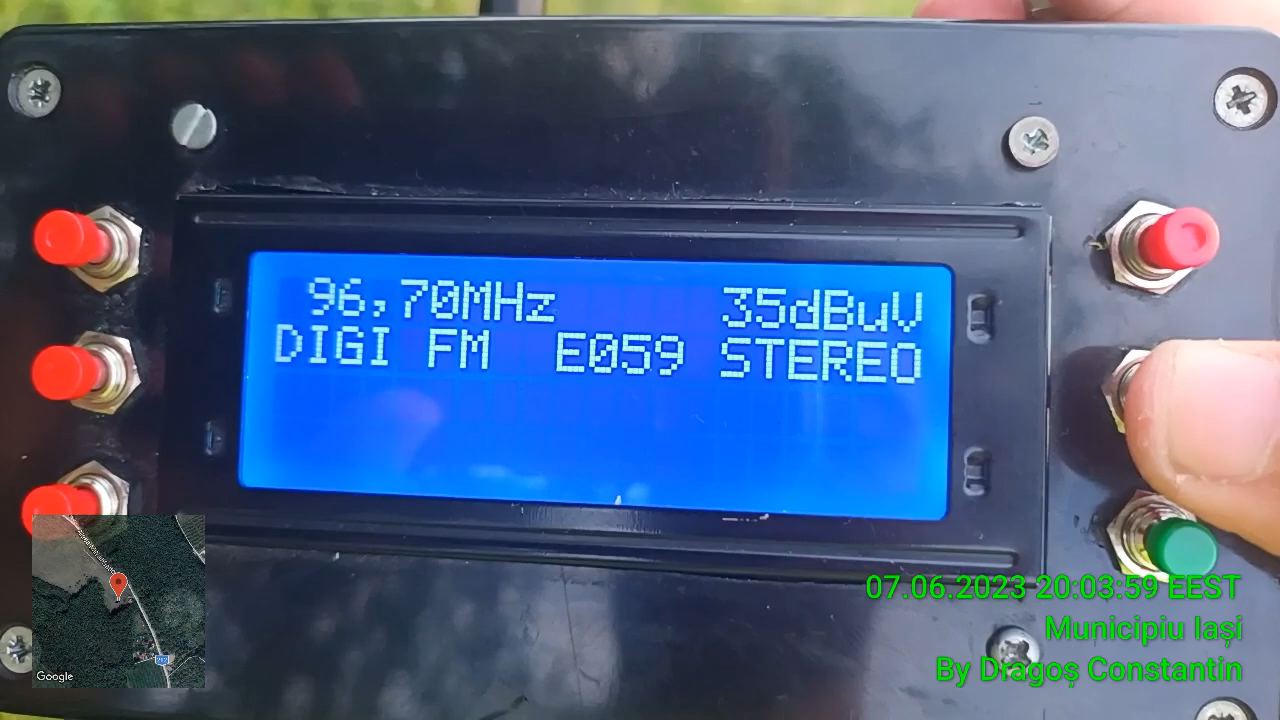 96,70MHz 35dBuV
DIGI FM E059 STEREO
07.06.2023 20:03:59 EEST
Municipiu Iași
By Dragoș Constantin
Google